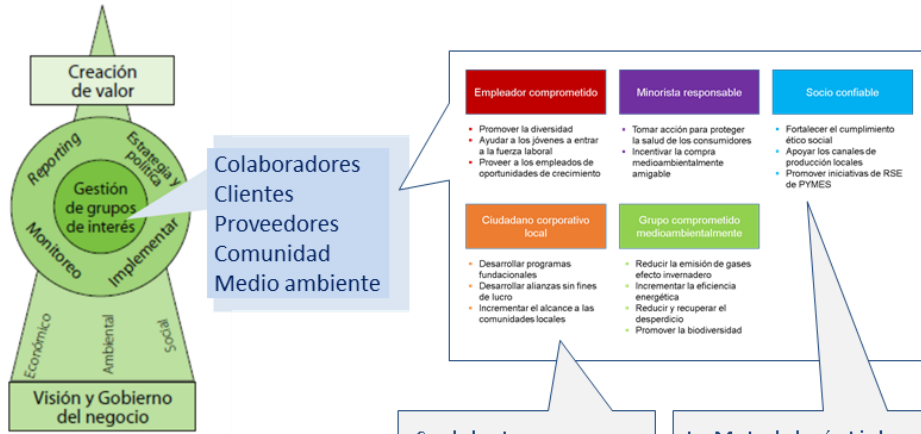 Creación
de valor
Reporting
Estrategia y
política
Gestión
de grupos
de interés
Monitoreo
Implementar
Económico
Ambiental
Social
Visión y Gobierno
del negocio
Colaboradores
Clientes
Proveedores
Comunidad
Medio ambiente
Empleador comprometido
• Promover la diversidad
• Ayudar a los jóvenes a entrar
a la fuerza laboral
• Proveer a los empleados de
oportunidades de crecimiento
Minorista responsable
• Tomar acción para proteger
la salud de los consumidores
• Incentivar la compra
medioambientalmente
amigable
Socio confiable
• Fortalecer el cumplimiento
ético social
• Apoyar los canales de
producción locales
• Promover iniciativas de RSE
de PYMES
Ciudadano corporativo
local
• Desarrollar programas
fundacionales
• Desarrollar alianzas sin fines
de lucro
• Incrementar el alcance a las
comunidades locales
Grupo comprometido
medioambientalmente
• Reducir la emisión de gases
efecto invernadero
• Incrementar la eficiencia
energética
• Reducir y recuperar el
desperdicio
• Promover la biodiversidad